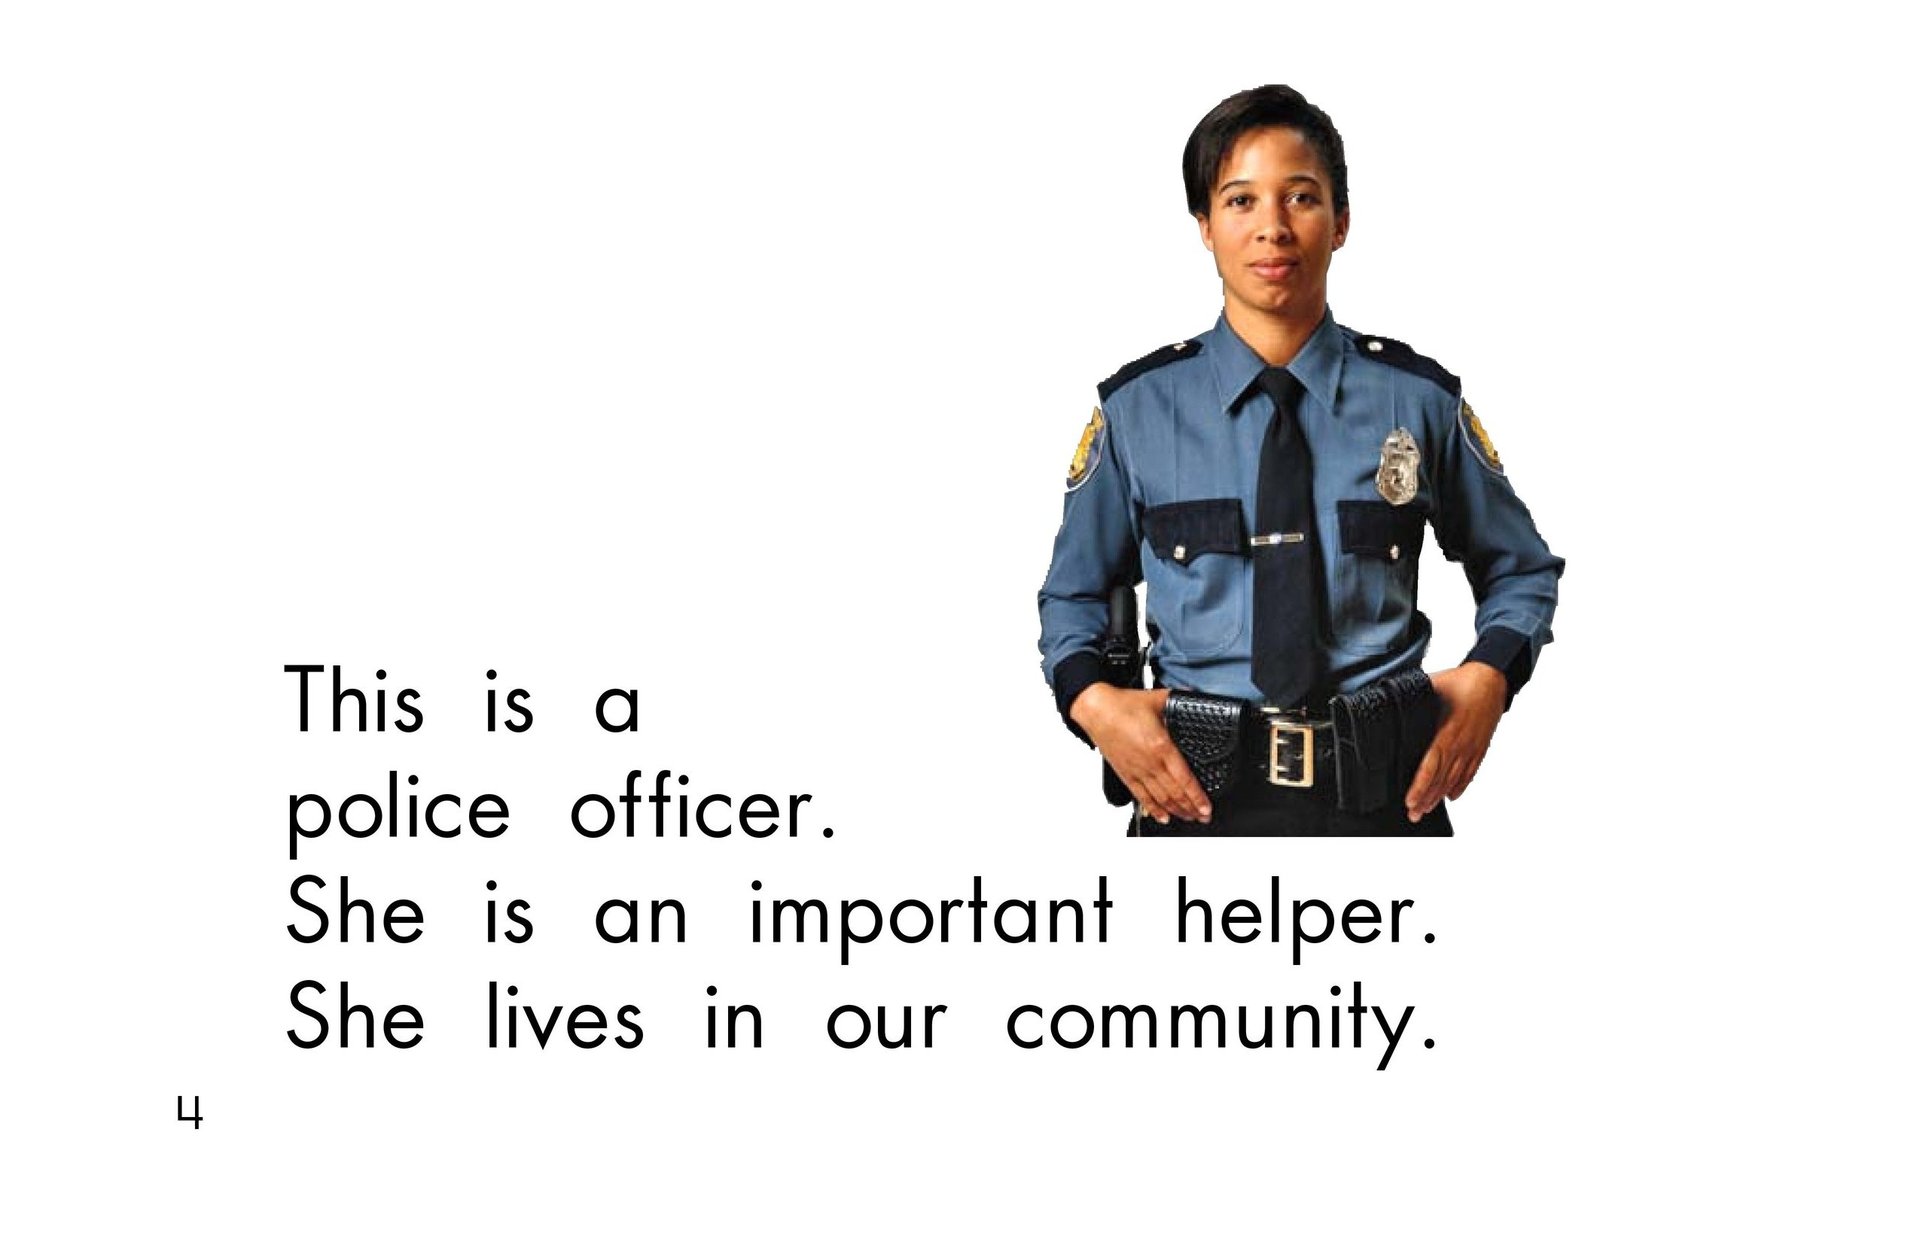 This is a
police officer.
She is an important helper.
She lives in our community.
4